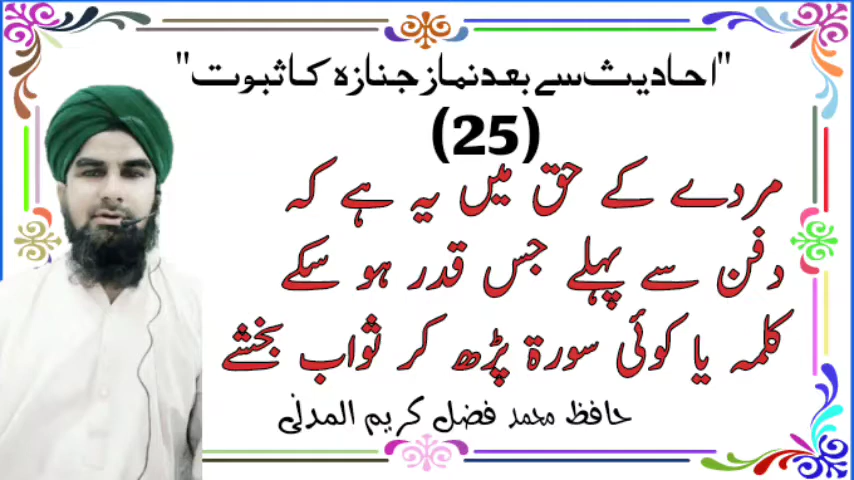 "احادیث سے بعد نماز جنازہ کا ثبوت"
(25)
مردے کے حق میں یہ ہے کہ
دفن سے پہلے جس قدر ہو سکے
کلمہ یا کوئی سورۃ پڑھ کر ثواب بخشے
حافظ محمد فضل کریم المدنی